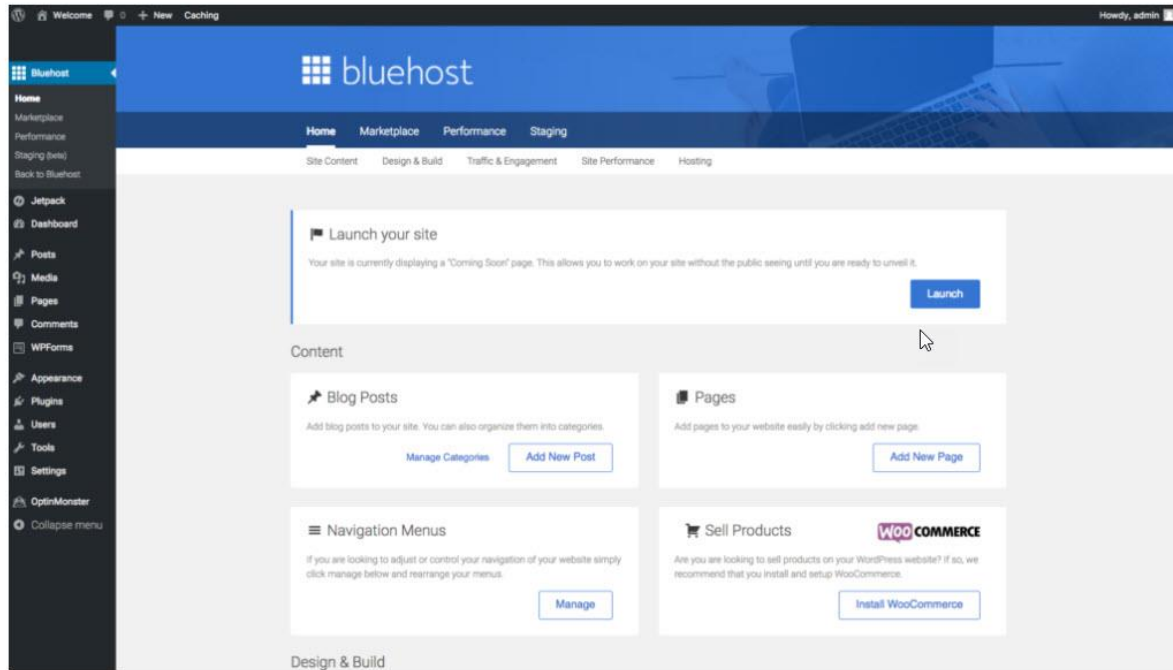 Welcome 0 New Caching
Howdy, admin
Bluehost
Home
Marketplace
Performance
Staging (beta)
Back to Bluehost
Jetpack
Dashboard
Posts
Media
Pages
Comments
WPForms
Appearance
Plugins
Users
Tools
Settings
OptinMonster
Collapse menu
bluehost
Home Marketplace Performance Staging
Site Content Design & Build Traffic & Engagement Site Performance Hosting
Launch your site
Your site is currently displaying a "Coming Soon" page. This allows you to work on your site without the public seeing until you are ready to unveil it.
Launch
Content
Blog Posts
Add blog posts to your site. You can also organize them into categories.
Manage Categories Add New Post
Pages
Add pages to your website easily by clicking add new page.
Add New Page
Navigation Menus
If you are looking to adjust or control your navigation of your website simply
click manage below and rearrange your menus.
Manage
Sell Products WOO COMMERCE
Are you are looking to sell products on your WordPress website? If so, we
recommend that you install and setup WooCommerce.
Install WooCommerce
Design & Build